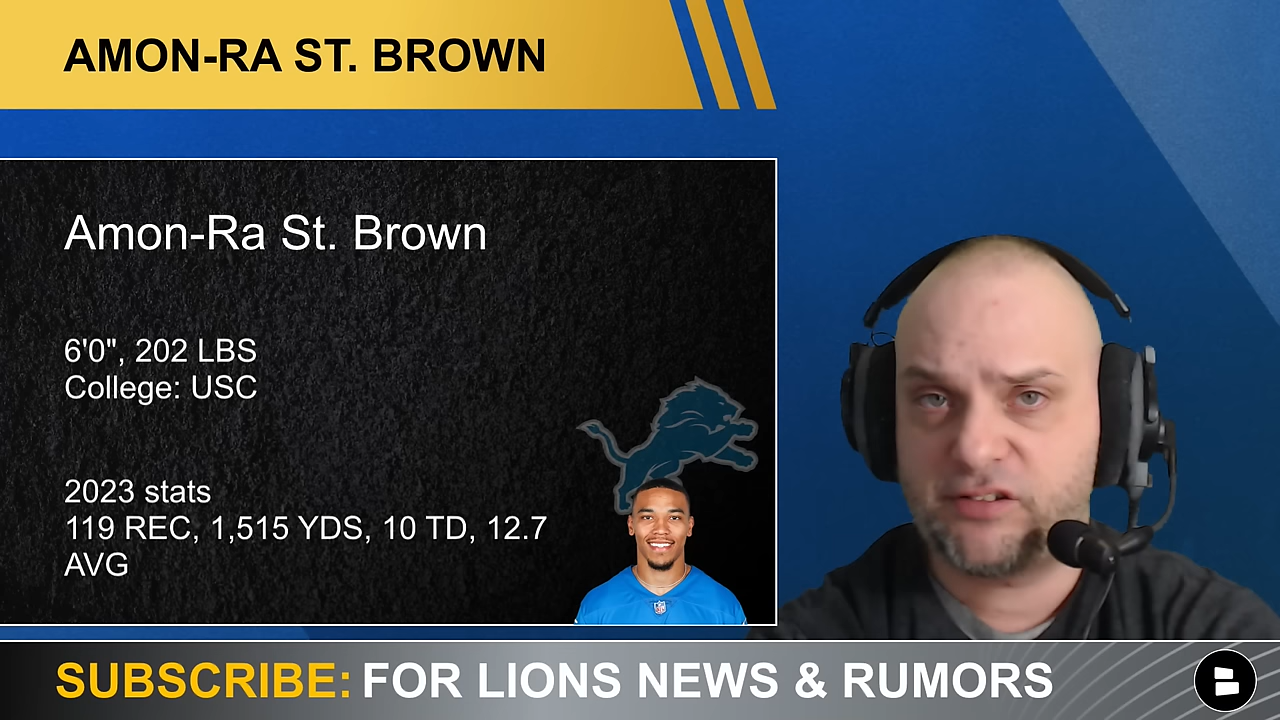 AMON-RA ST. BROWN
Amon-Ra St. Brown
6'0", 202 LBS
College: USC
2023 stats
119 REC, 1,515 YDS, 10 TD, 12.7
AVG
SUBSCRIBE: FOR LIONS NEWS & RUMORS